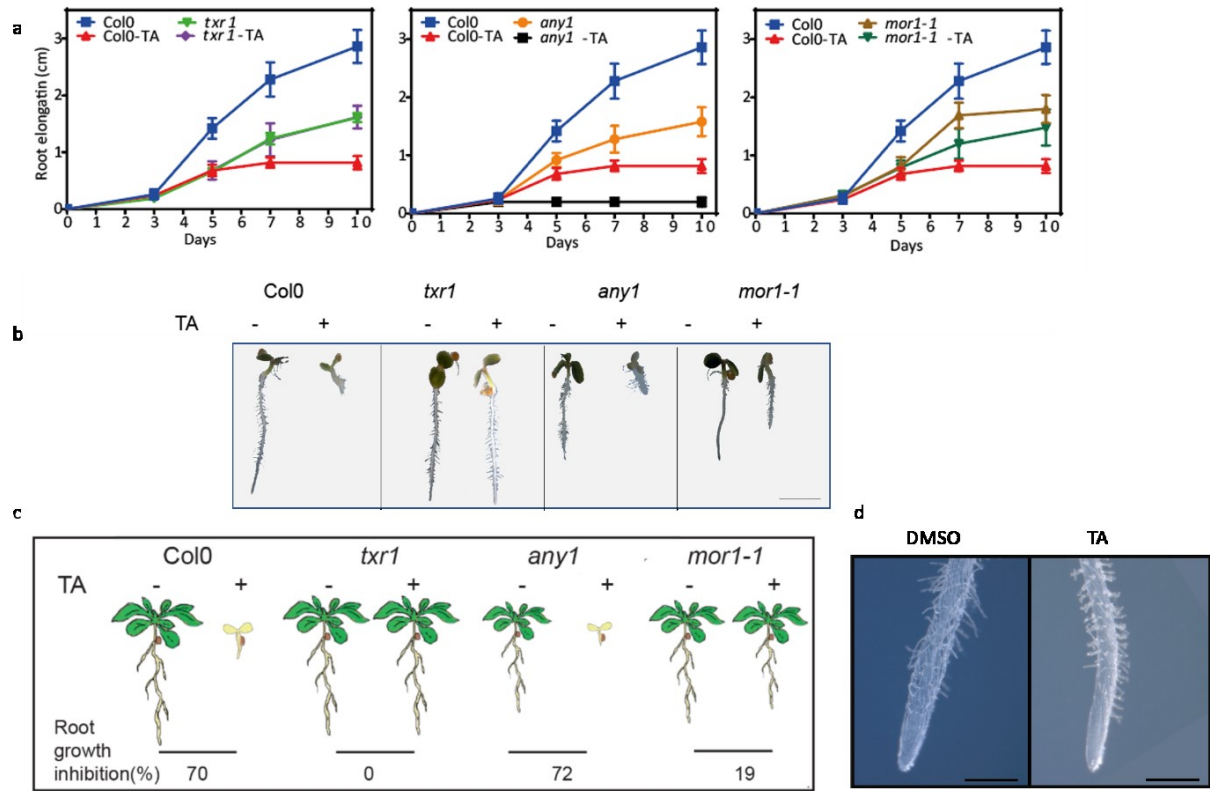 a
Col0 txr1
Col0-TA txr1-TA
Col0 any1
Col0-TA any1 -TA
Col0 mor1-1
Col0-TA mor1-1 -TA
Root elongatin (cm)
3
2
1
0
0 1 2 3 4 5 6 7 8 9 10
Days
3
2
1
0
0 1 2 3 4 5 6 7 8 9 10
Days
3
2
1
0
0 1 2 3 4 5 6 7 8 9 10
Days
Col0 txr1 any1 mor1-1
TA - + - + - + - +
b
c
Col0 txr1 any1 mor1-1
TA - + - + - + - +
Root
growth
inhibition(%) 70 0 72 19
d
DMSO TA